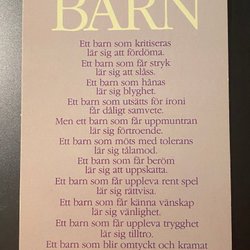 BARN
Ett barn som kritiseras
lär sig att fördöma.
Ett barn som får stryk
lär sig att slåss.
Ett barn som hånas
lär sig blyghet.
Ett barn som utsätts för ironi
får dåligt samvete.
Men ett barn som får uppmuntran
lär sig förtroende.
Ett barn som möts med tolerans
lär sig tålamod.
Ett barn som får beröm
lär sig att uppskatta.
Ett barn som får uppleva rent spel
lär sig rättvisa.
Ett barn som får känna vänskap
lär sig vänlighet.
Ett barn som får uppleva trygghet
lär sig tilltro.
Ett barn som blir omtyckt och kramat